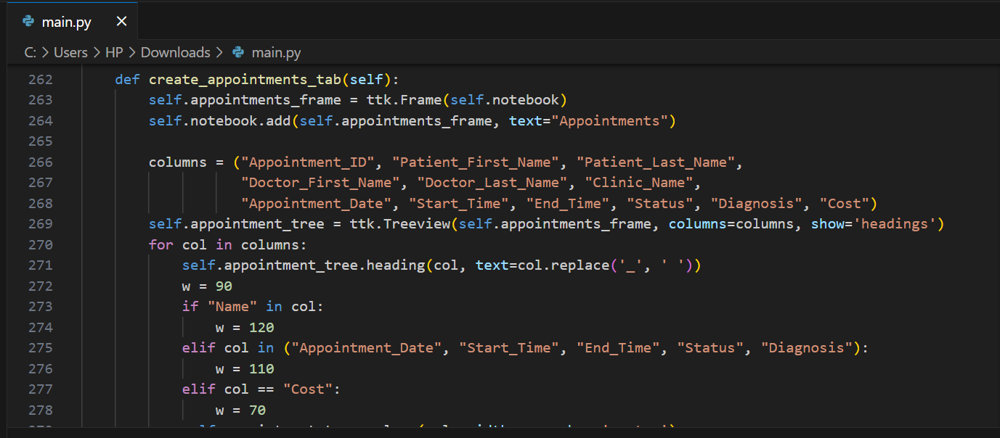 main.py
C: > Users > HP > Downloads > main.py
262 def create_appointments_tab(self):
263 self.appointments_frame = ttk.Frame(self.notebook)
264 self.notebook.add(self.appointments_frame, text="Appointments")
265
266 columns = ("Appointment_ID", "Patient_First_Name", "Patient_Last_Name",
267 "Doctor_First_Name", "Doctor_Last_Name", "Clinic_Name",
268 "Appointment_Date", "Start_Time", "End_Time", "Status", "Diagnosis", "Cost")
269 self.appointment_tree = ttk.Treeview(self.appointments_frame, columns=columns, show='headings')
270 for col in columns:
271 self.appointment_tree.heading(col, text=col.replace('_', ' '))
272 w = 90
273 if "Name" in col:
274 w = 120
275 elif col in ("Appointment_Date", "Start_Time", "End_Time", "Status", "Diagnosis"):
276 w = 110
277 elif col == "Cost":
278 w = 70